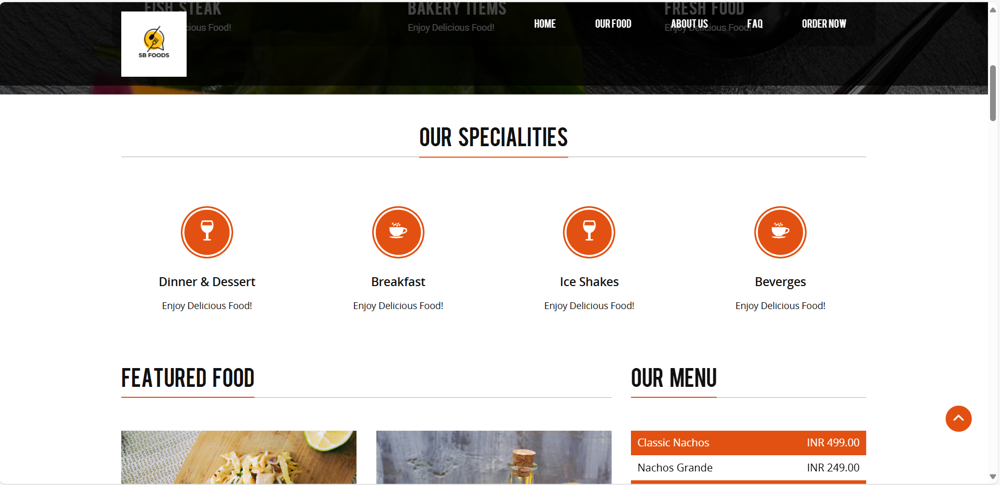 FISH STEAK
BAKERY ITEMS
FRESH FOOD
cious Food!
Enjoy Delicious Food!
Enjoy Delicious Food!
HOME
OUR FOOD
ABOUT US
FAQ
ORDER NOW
SB FOODS
OUR SPECIALITIES
Dinner & Dessert
Breakfast
Ice Shakes
Beverges
Enjoy Delicious Food!
Enjoy Delicious Food!
Enjoy Delicious Food!
Enjoy Delicious Food!
FEATURED FOOD
OUR MENU
Classic Nachos INR 499.00
Nachos Grande INR 249.00